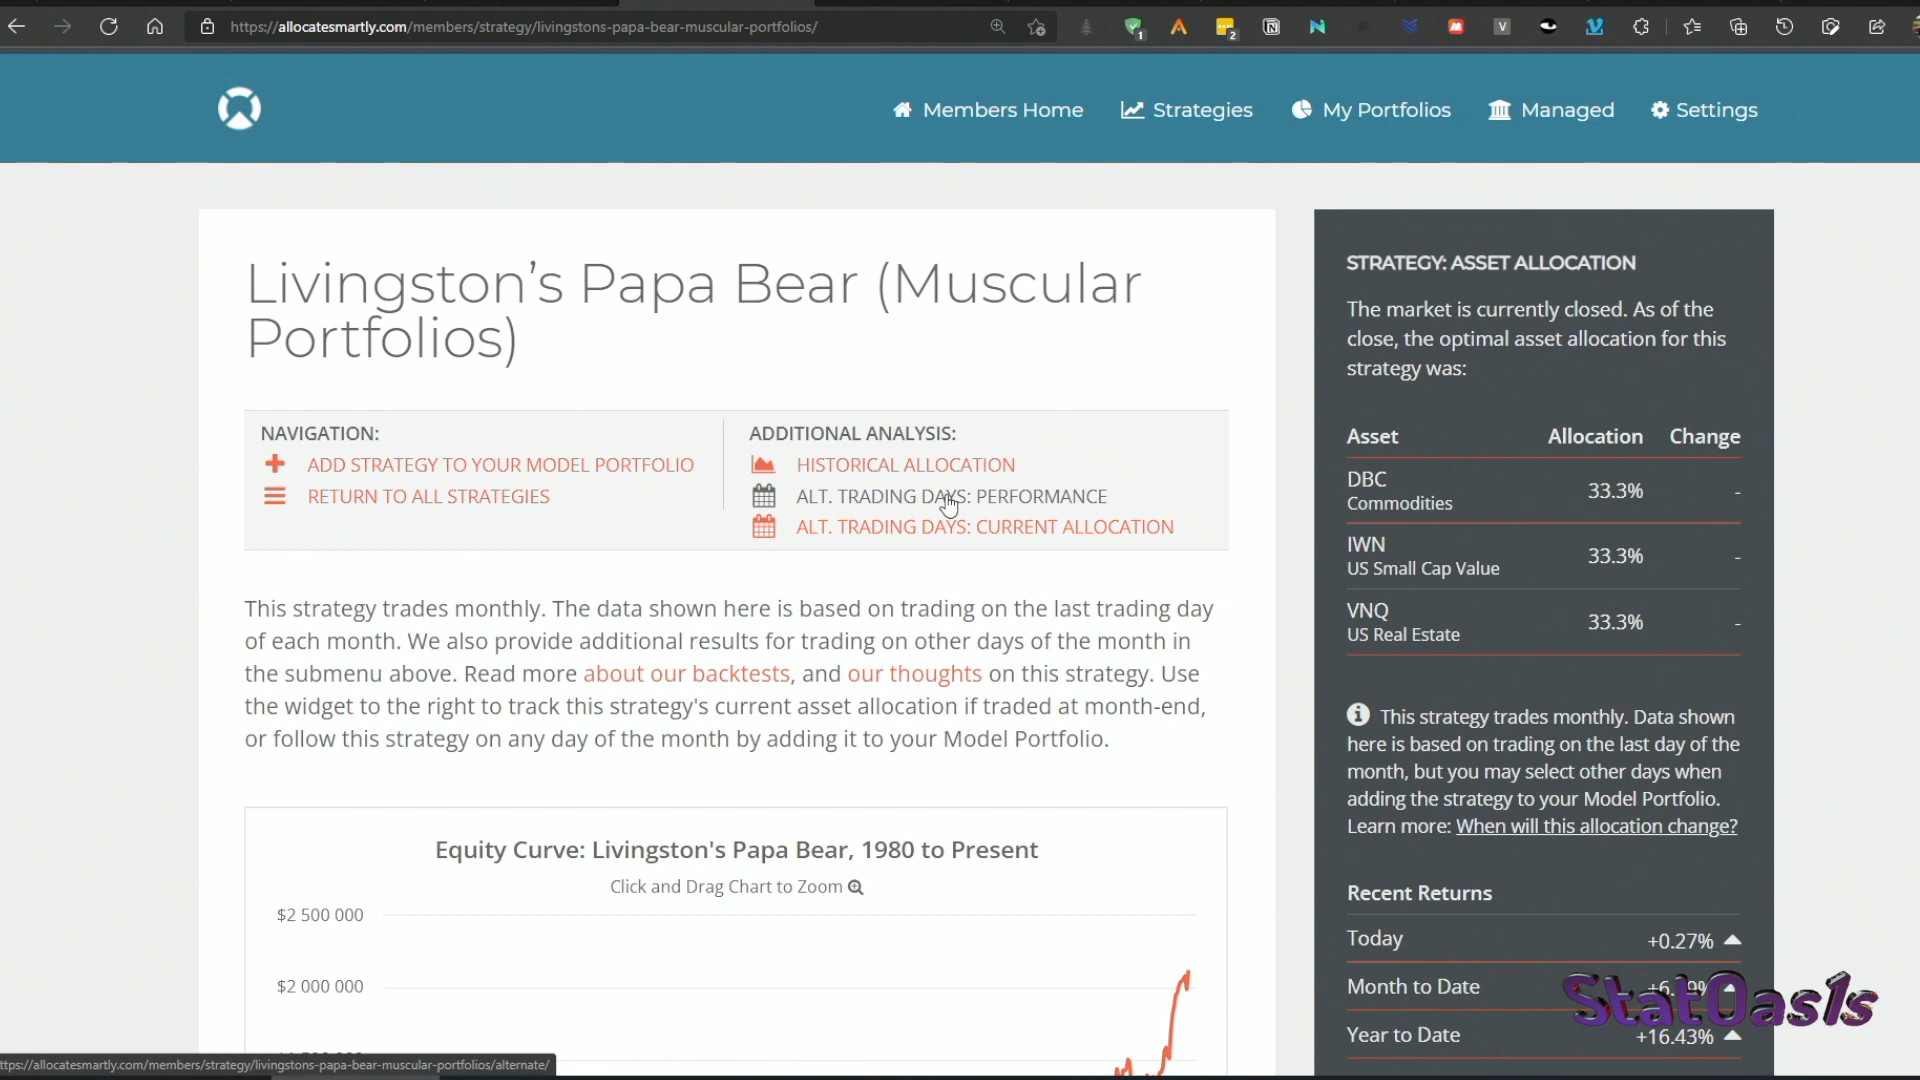 https://allocatesmartly.com/members/strategy/livingstons-papa-bear-muscular-portfolios/
Members Home
Strategies
My Portfolios
Managed
Settings
Livingston's Papa Bear (Muscular
Portfolios)
NAVIGATION:
ADD STRATEGY TO YOUR MODEL PORTFOLIO
RETURN TO ALL STRATEGIES
ADDITIONAL ANALYSIS:
HISTORICAL ALLOCATION
ALT. TRADING DAYS: PERFORMANCE
ALT. TRADING DAYS: CURRENT ALLOCATION
This strategy trades monthly. The data shown here is based on trading on the last trading day
of each month. We also provide additional results for trading on other days of the month in
the submenu above. Read more about our backtests, and our thoughts on this strategy. Use
the widget to the right to track this strategy's current asset allocation if traded at month-end,
or follow this strategy on any day of the month by adding it to your Model Portfolio.
Equity Curve: Livingston's Papa Bear, 1980 to Present
Click and Drag Chart to Zoom
$2 500 000
$2 000 000
STRATEGY: ASSET ALLOCATION
The market is currently closed. As of the
close, the optimal asset allocation for this
strategy was:
Asset Allocation Change
DBC
Commodities
33.3% -
IWN
US Small Cap Value
33.3% -
VNQ
US Real Estate
33.3% -
This strategy trades monthly. Data shown
here is based on trading on the last day of the
month, but you may select other days when
adding the strategy to your Model Portfolio.
Learn more: When will this allocation change?
Recent Returns
Today +0.27%
Month to Date
Year to Date +16.43%
StatOas1s
ttps://allocatesmartly.com/members/strategy/livingstons-papa-bear-muscular-portfolios/alternate/